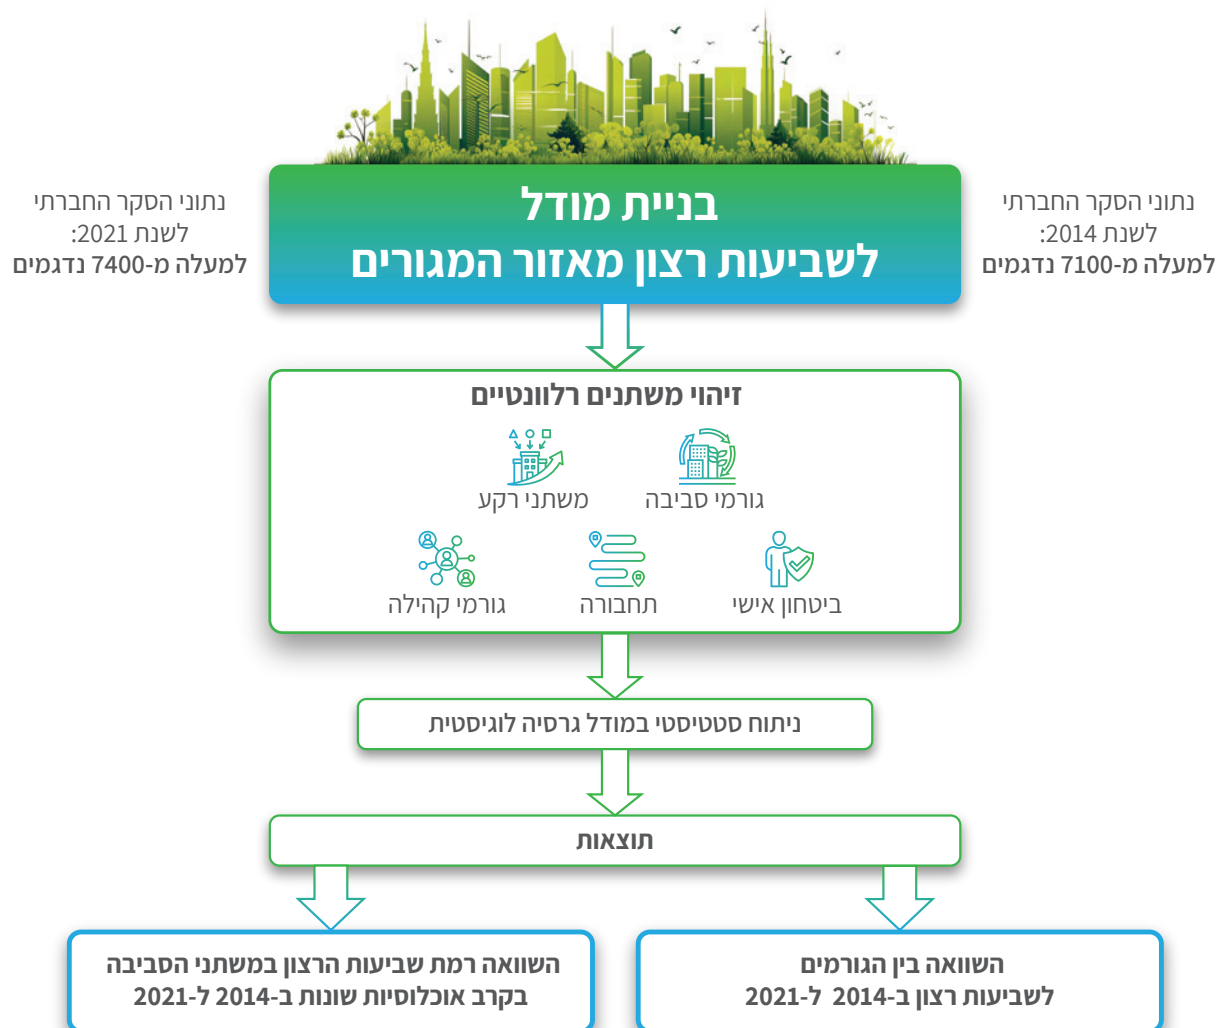 נתוני הסקר החברתי
לשנת 2014:
למעלה מ-7100 נדגמים
בניית מודל
לשביעות רצון מאזור המגורים
נתוני הסקר החברתי
לשנת 2021:
למעלה מ-7400 נדגמים
זיהוי משתנים רלוונטיים
גורמי סביבה
משתני רקע
ביטחון אישי
תחבורה
גורמי קהילה
ניתוח סטטיסטי במודל גרסיה לוגיסטית
תוצאות
השוואה בין הגורמים
לשביעות רצון ב-2014 ל-2021
השוואה רמת שביעות הרצון במשתני הסביבה
בקרב אוכלוסיות שונות ב-2014 ל-2021